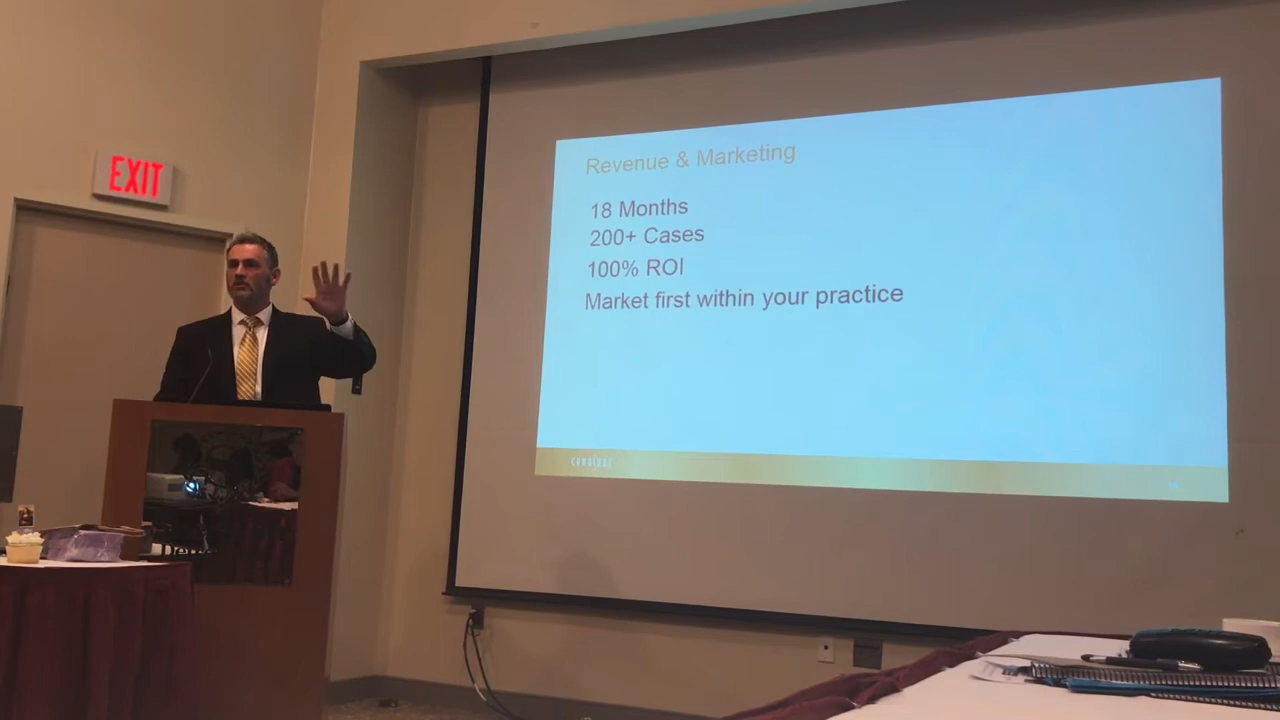 EXIT
Revenue & Marketing
18 Months
200+ Cases
100% ROI
Market first within your practice